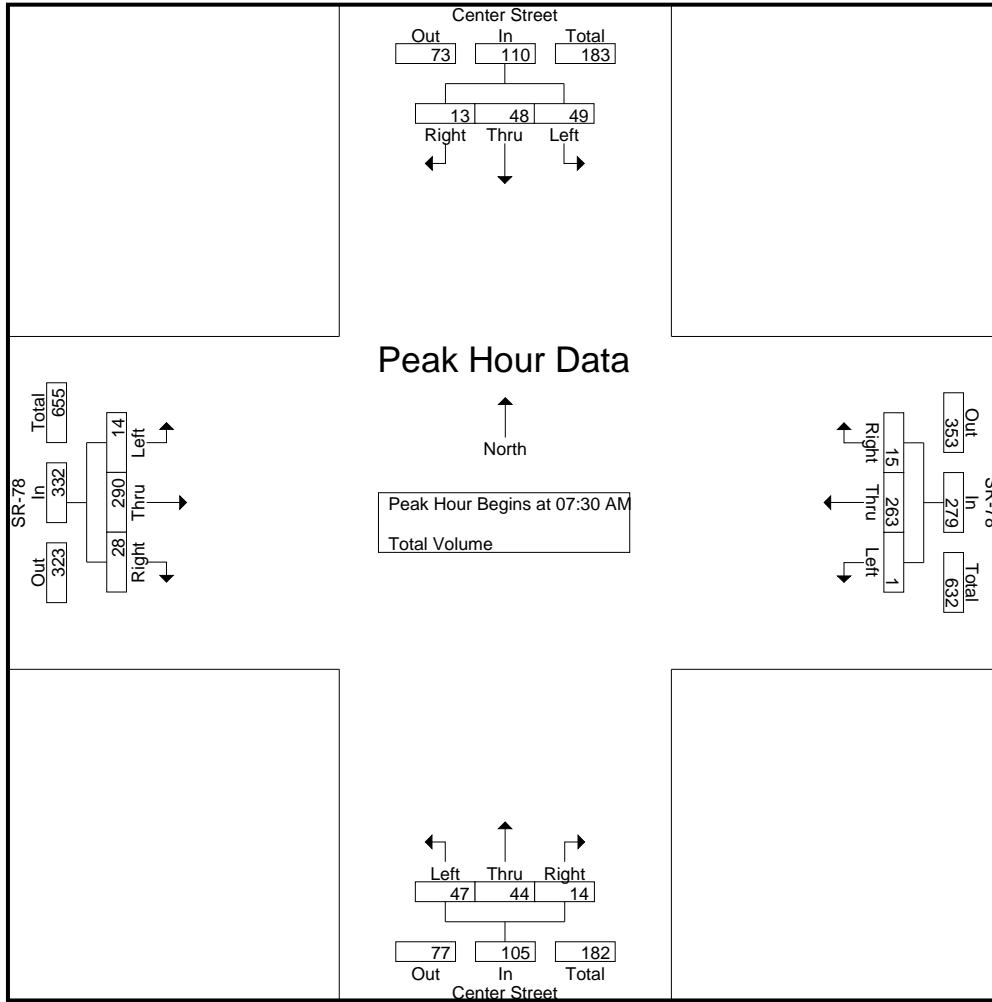 Center Street
Out In Total
73 110 183
13 48 49
Right Thru Left
Peak Hour Data
North
Peak Hour Begins at 07:30 AM
Total Volume
SR-78
Out In Total
323 332 655
14 290 28
Left Thru Right
SR-78
Out In Total
353 279 632
15 263 1
Right Thru Left
Left Thru Right
47 44 14
77 105 182
Out In Total
Center Street